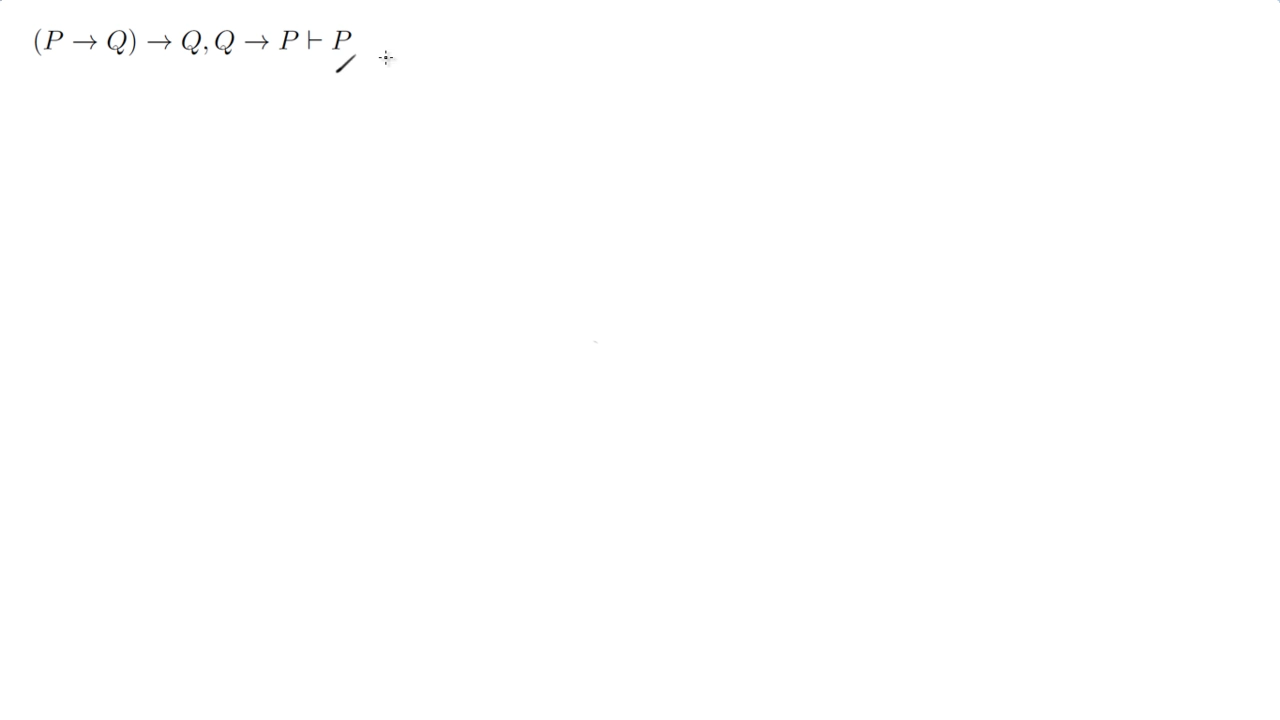 (P → Q) → Q, Q → P ⊢ P